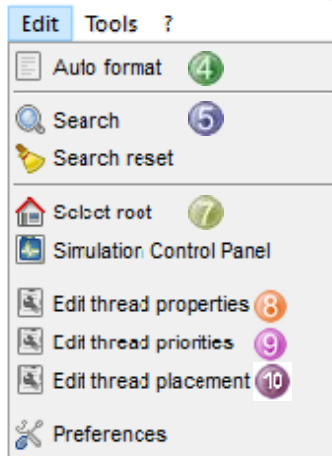 Edit Tools ?
Auto format 4
Search 5
Search reset
Select root 7
Simulation Control Panel
Edit thread properties 8
Edit thread priorities 9
Edit thread placement 10
Preferences